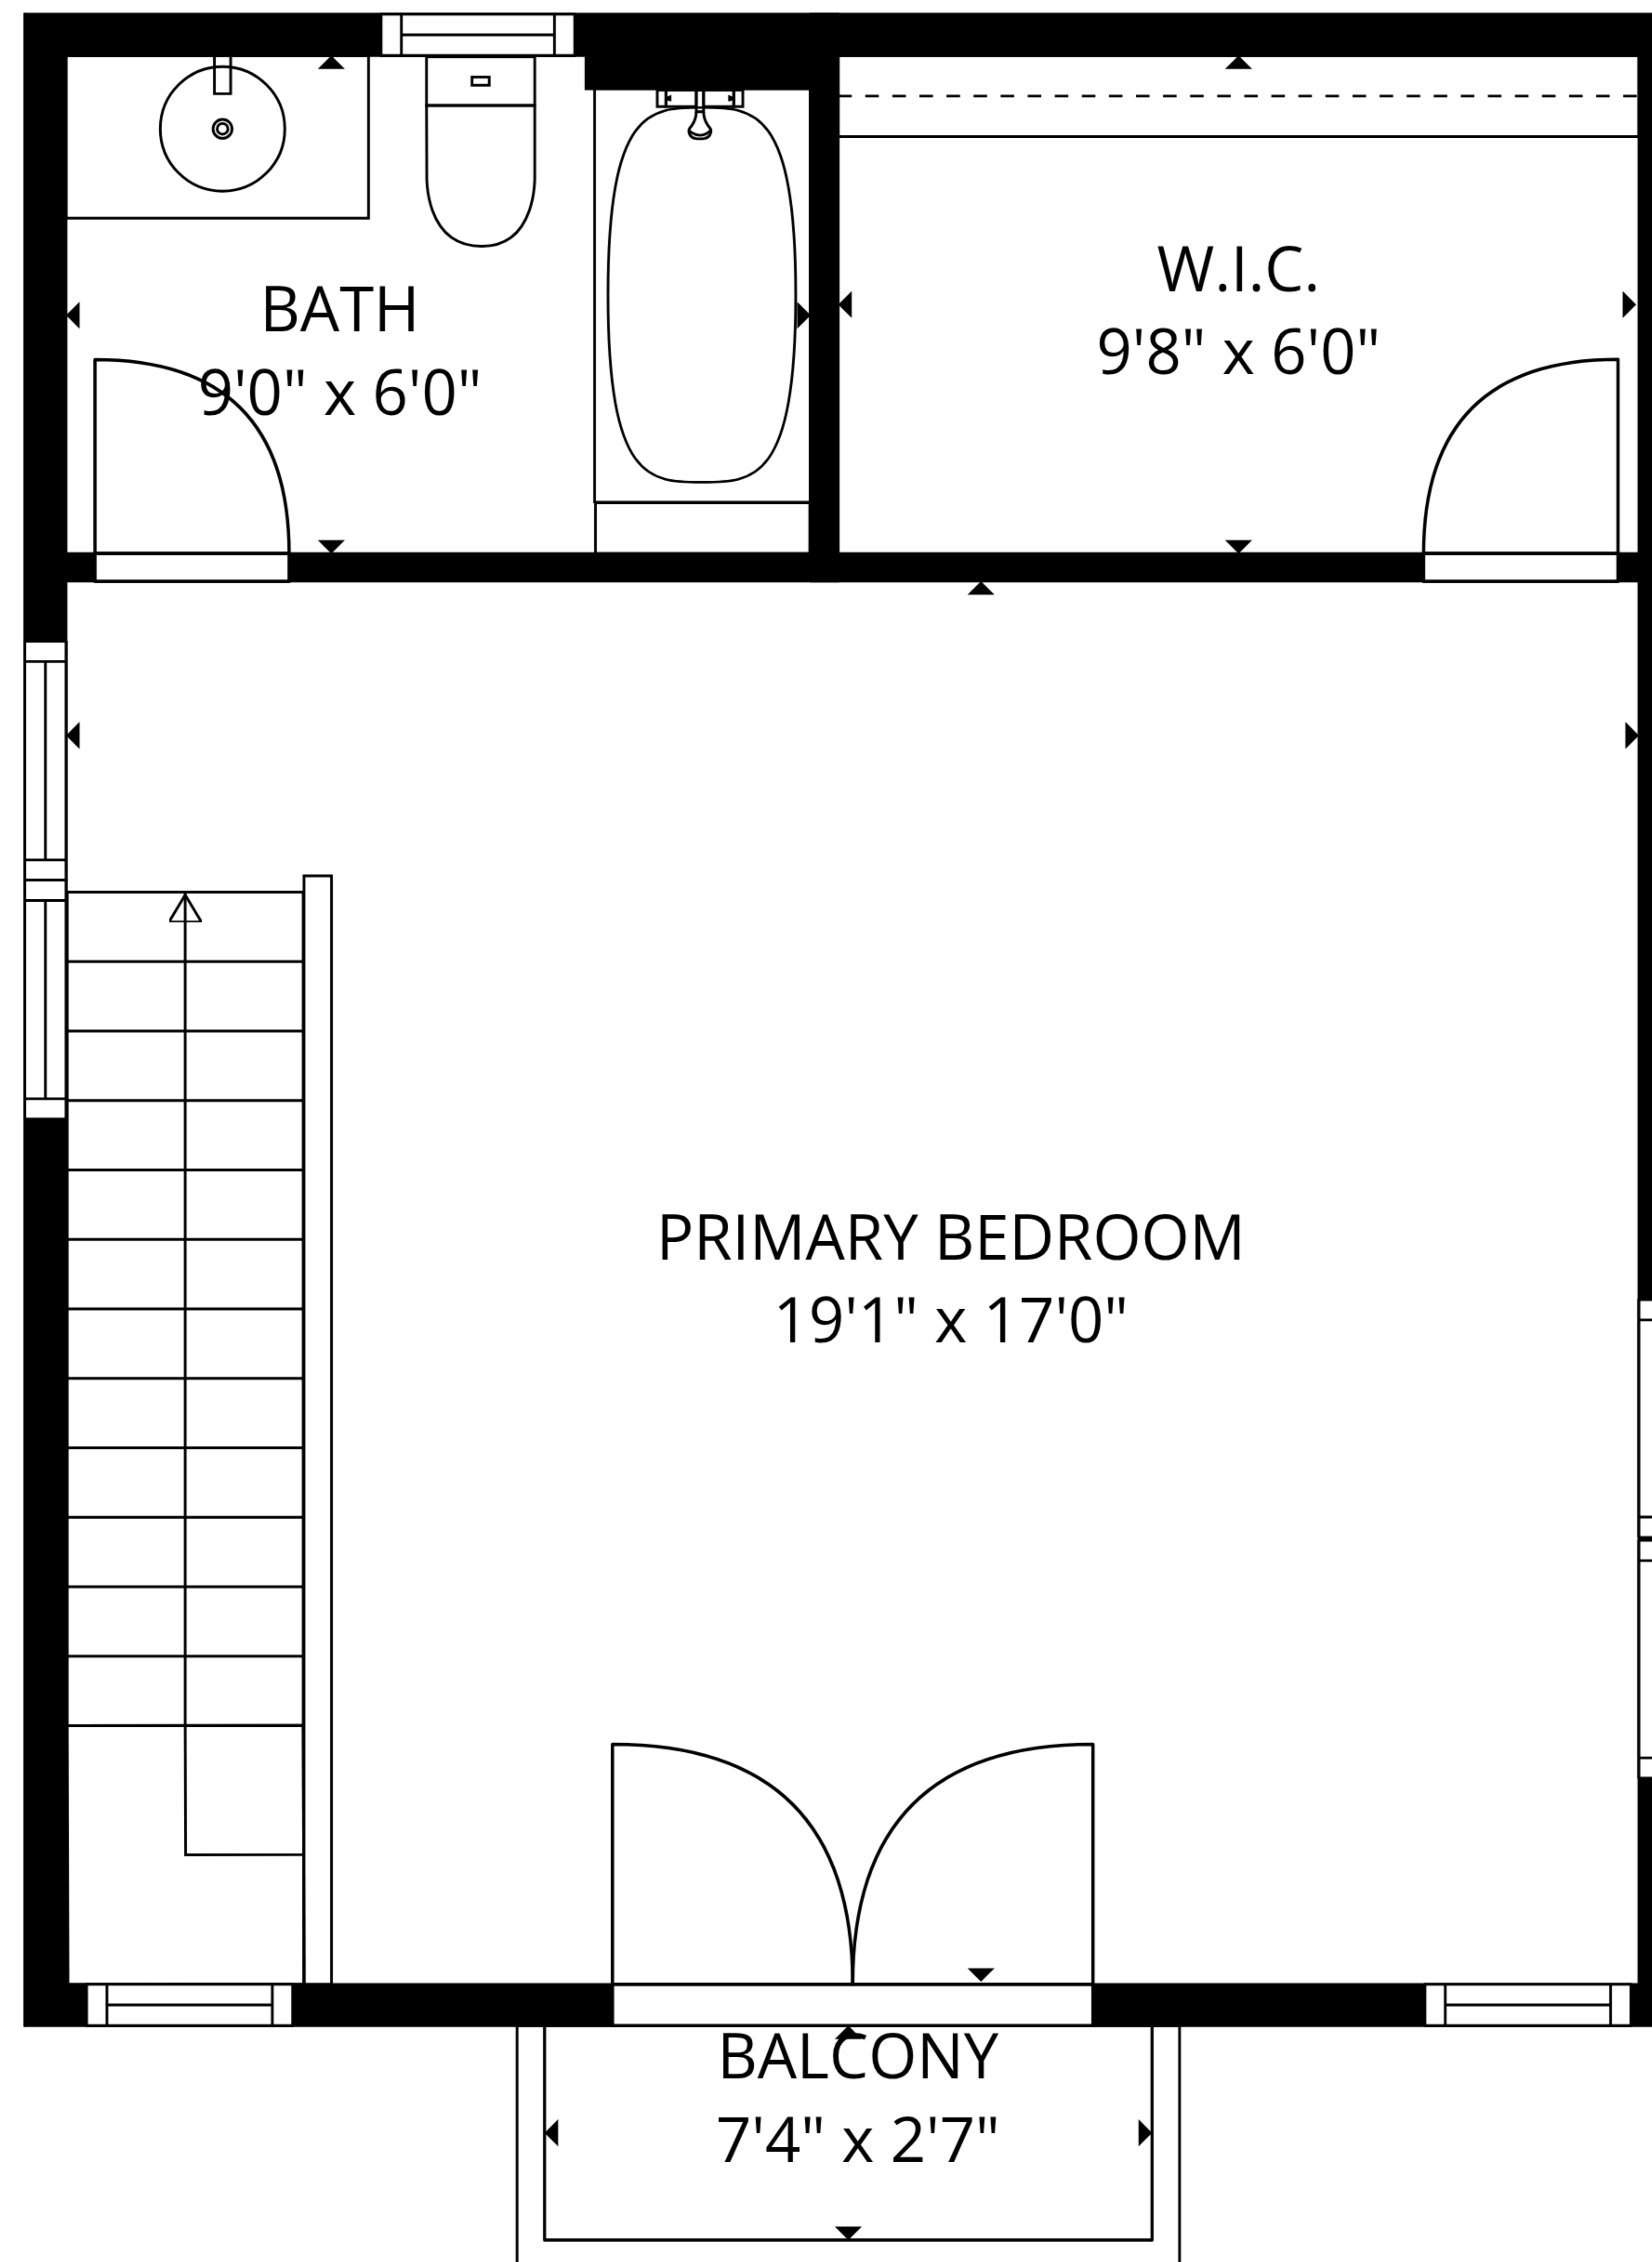 BATH
9'0" x 6'0"
W.I.C.
9'8" x 6'0"
PRIMARY BEDROOM
19'1" x 17'0"
BALCONY
7'4" x 2'7"